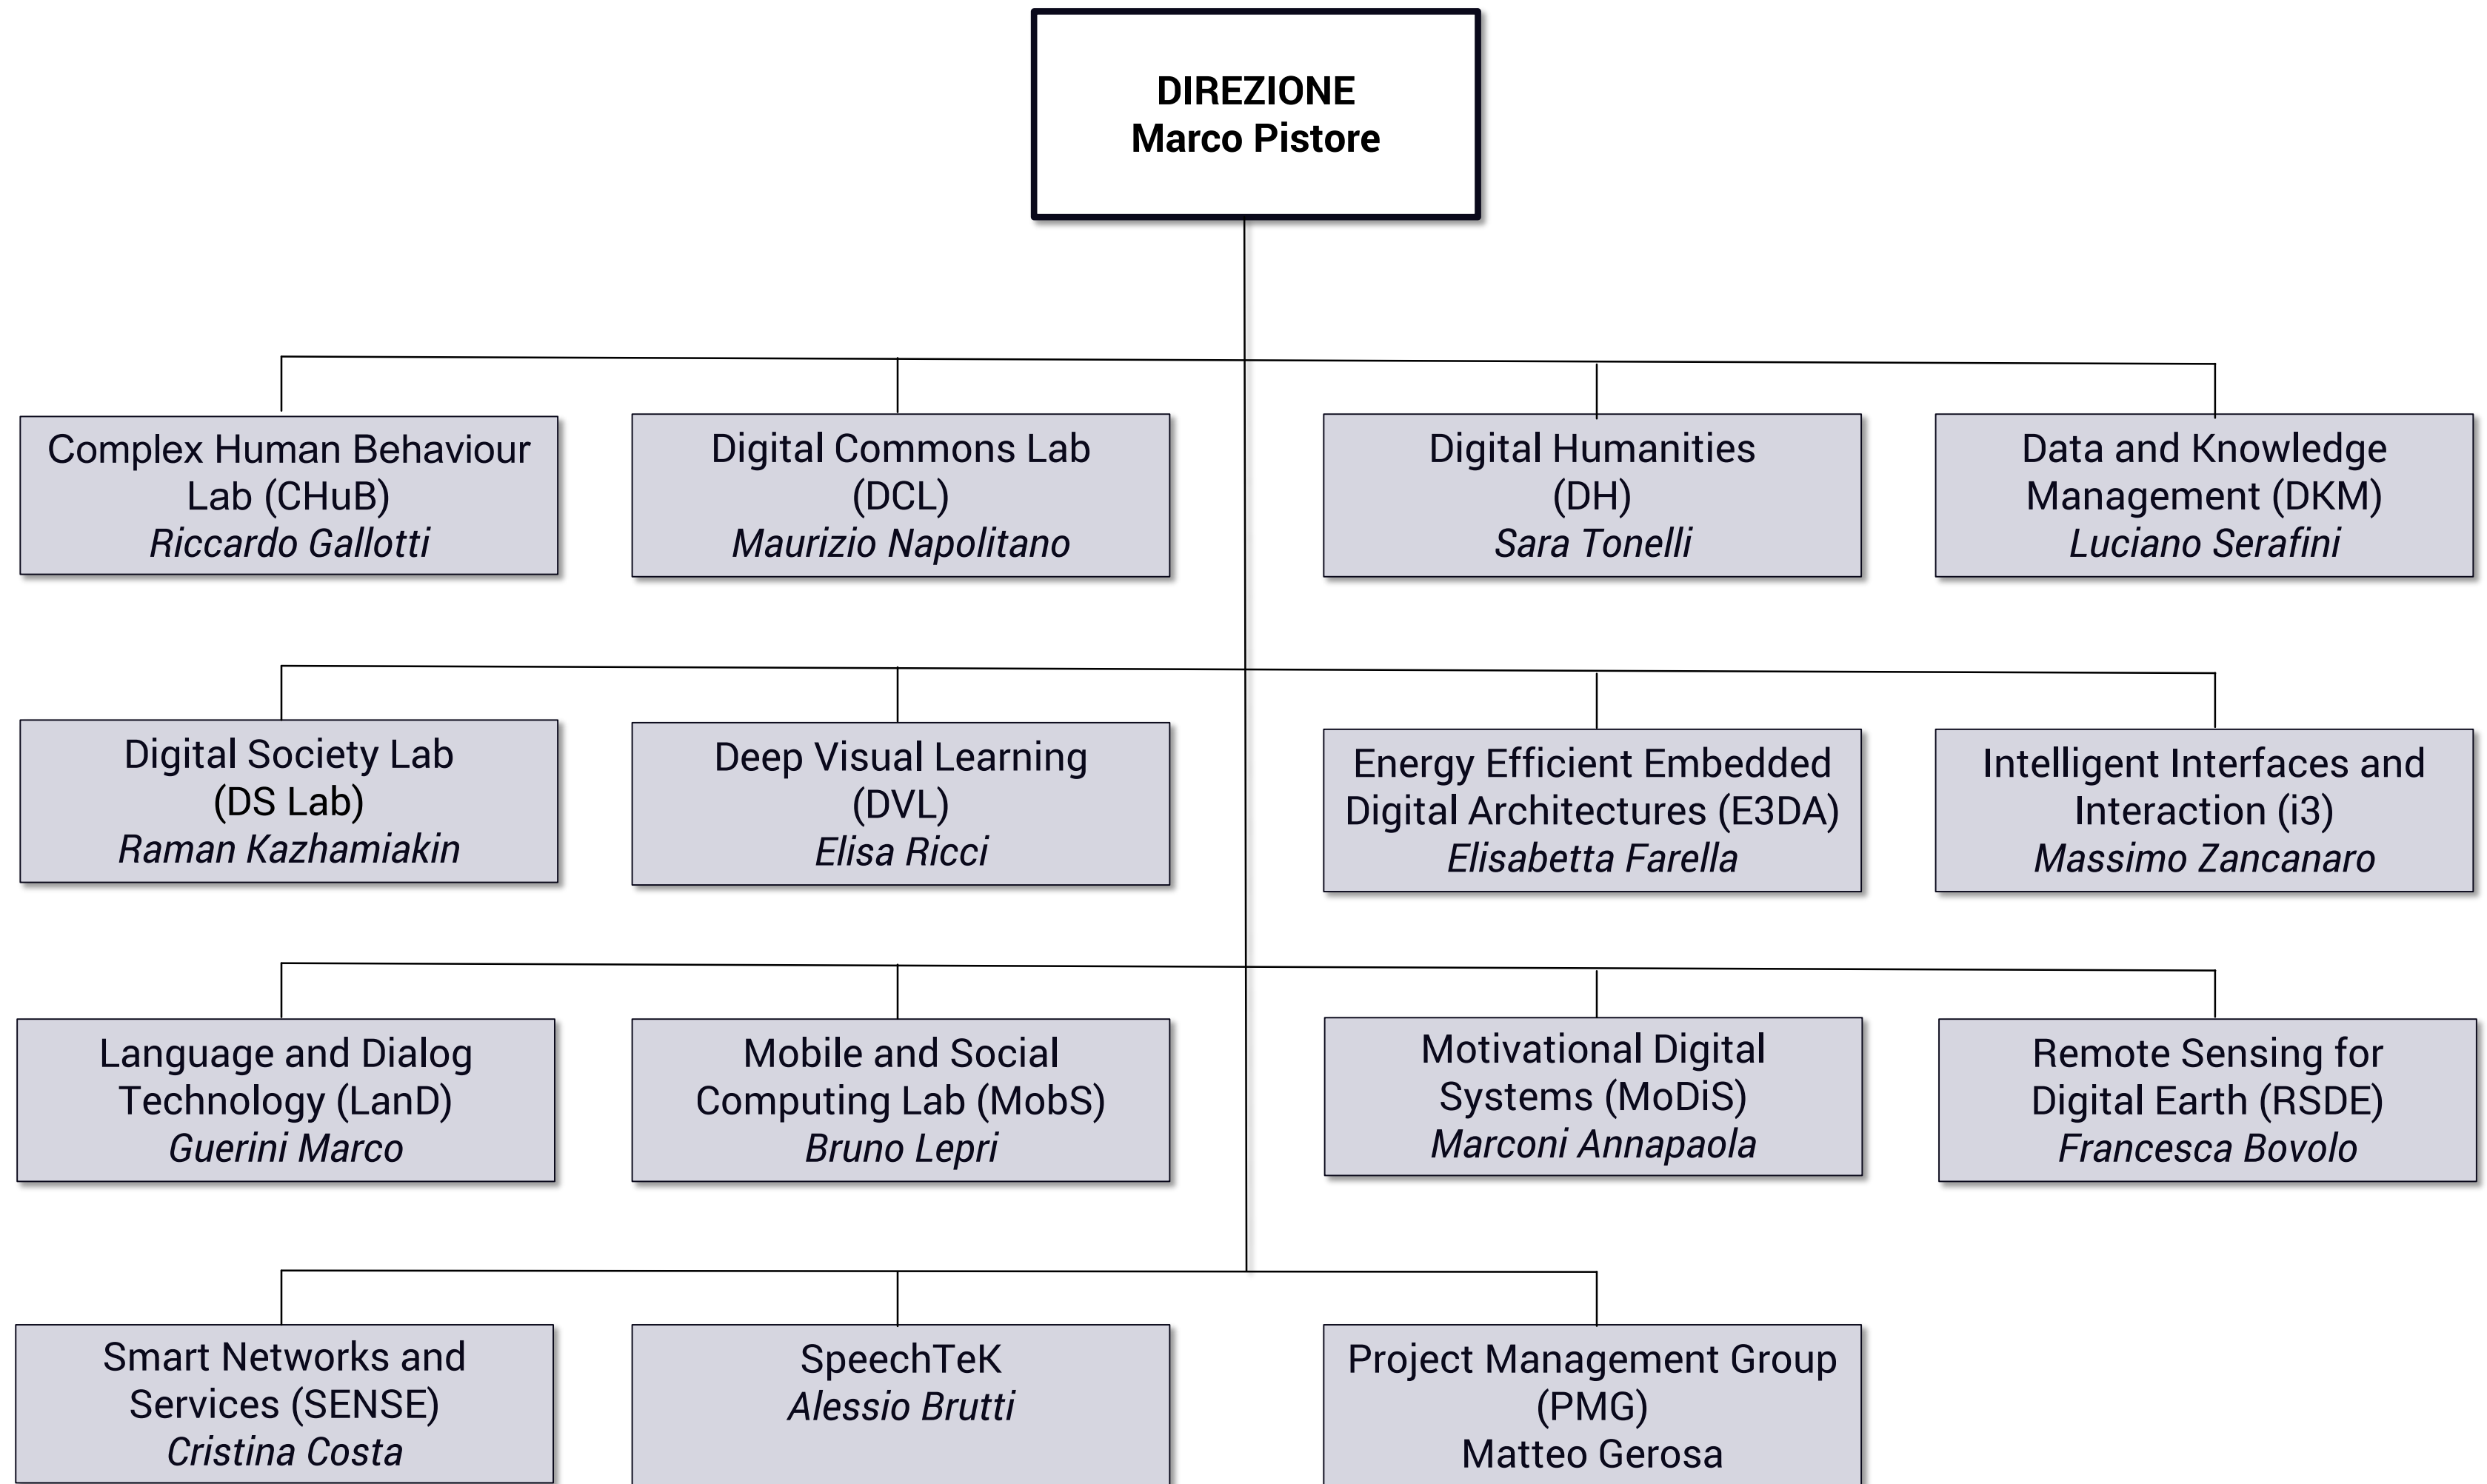 DIREZIONE
Marco Pistore
Complex Human Behaviour
Lab (CHuB)
Riccardo Gallotti
Digital Commons Lab
(DCL)
Maurizio Napolitano
Digital Humanities
(DH)
Sara Tonelli
Data and Knowledge
Management (DKM)
Luciano Serafini
Digital Society Lab
(DS Lab)
Raman Kazhamiakin
Deep Visual Learning
(DVL)
Elisa Ricci
Energy Efficient Embedded
Digital Architectures (E3DA)
Elisabetta Farella
Intelligent Interfaces and
Interaction (i3)
Massimo Zancanaro
Language and Dialog
Technology (LanD)
Guerini Marco
Mobile and Social
Computing Lab (MobS)
Bruno Lepri
Motivational Digital
Systems (MoDiS)
Marconi Annapaola
Remote Sensing for
Digital Earth (RSDE)
Francesca Bovolo
Smart Networks and
Services (SENSE)
Cristina Costa
SpeechTeK
Alessio Brutti
Project Management Group
(PMG)
Matteo Gerosa